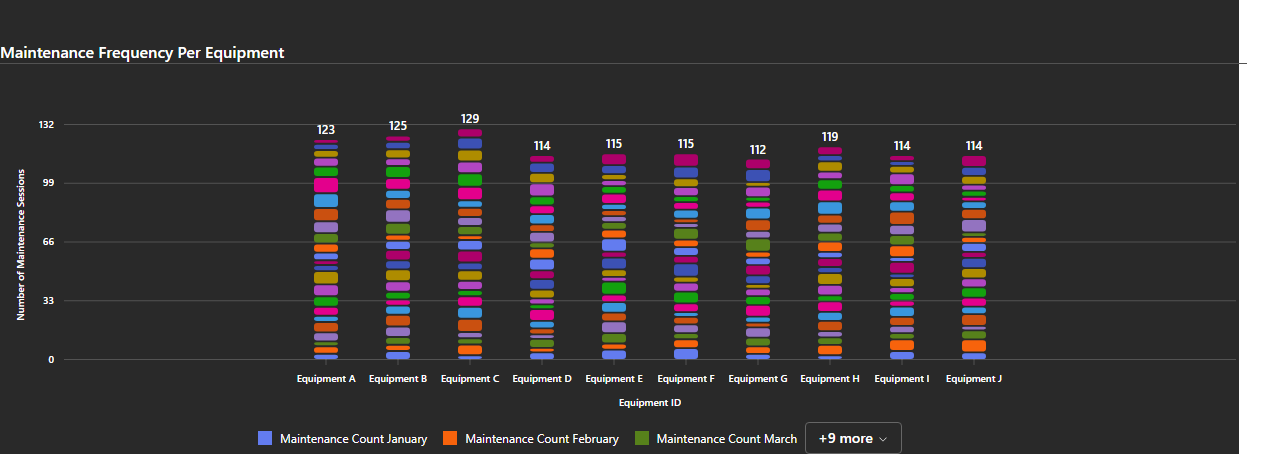 Maintenance Frequency Per Equipment
132
99
66
33
0
Number of Maintenance Sessions
123
125
129
114
115
115
112
119
114
114
Equipment A
Equipment B
Equipment C
Equipment D
Equipment E
Equipment F
Equipment G
Equipment H
Equipment I
Equipment J
Equipment ID
Maintenance Count January
Maintenance Count February
Maintenance Count March
+9 more